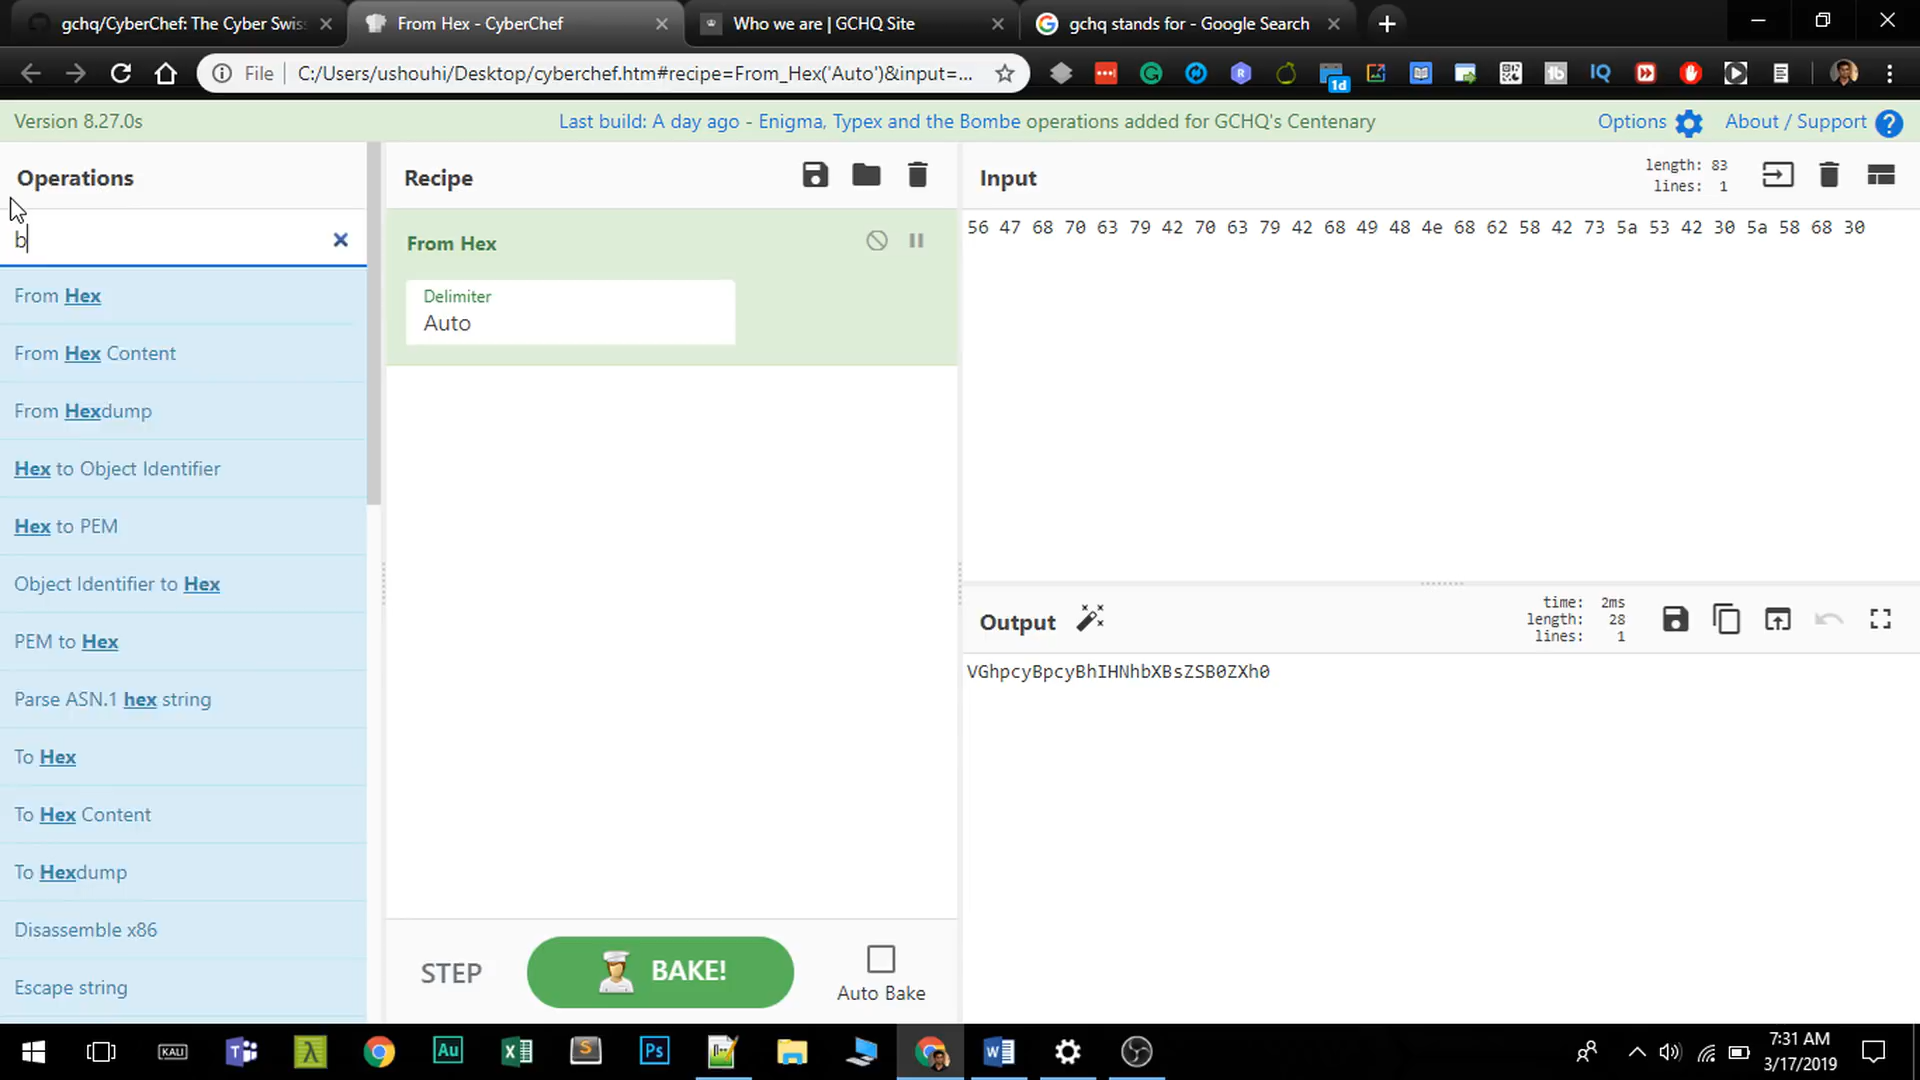 gchq/CyberChef: The Cyber Swis
From Hex - CyberChef
Who we are | GCHQ Site
gchq stands for - Google Search
File
C:/Users/ushouhi/Desktop/cyberchef.htm#recipe=From_Hex('Auto')&input=...
1d
IQ
Version 8.27.0s
Last build: A day ago - Enigma, Typex and the Bombe operations added for GCHQ's Centenary
Options
About / Support
Operations
b
From Hex
From Hex Content
From Hexdump
Hex to Object Identifier
Hex to PEM
Object Identifier to Hex
PEM to Hex
Parse ASN.1 hex string
To Hex
To Hex Content
To Hexdump
Disassemble x86
Escape string
Recipe
From Hex
Delimiter
Auto
STEP
BAKE!
Auto Bake
Input
length: 83
lines: 1
56 47 68 70 63 79 42 70 63 79 42 68 49 48 4e 68 62 58 42 73 5a 53 42 30 5a 58 68 30
Output
time: 2ms
length: 28
lines: 1
VGhpcyBpcyBhIHNhbXBsZSB0ZXh0
KALI
Au
Ps
7:31 AM
3/17/2019